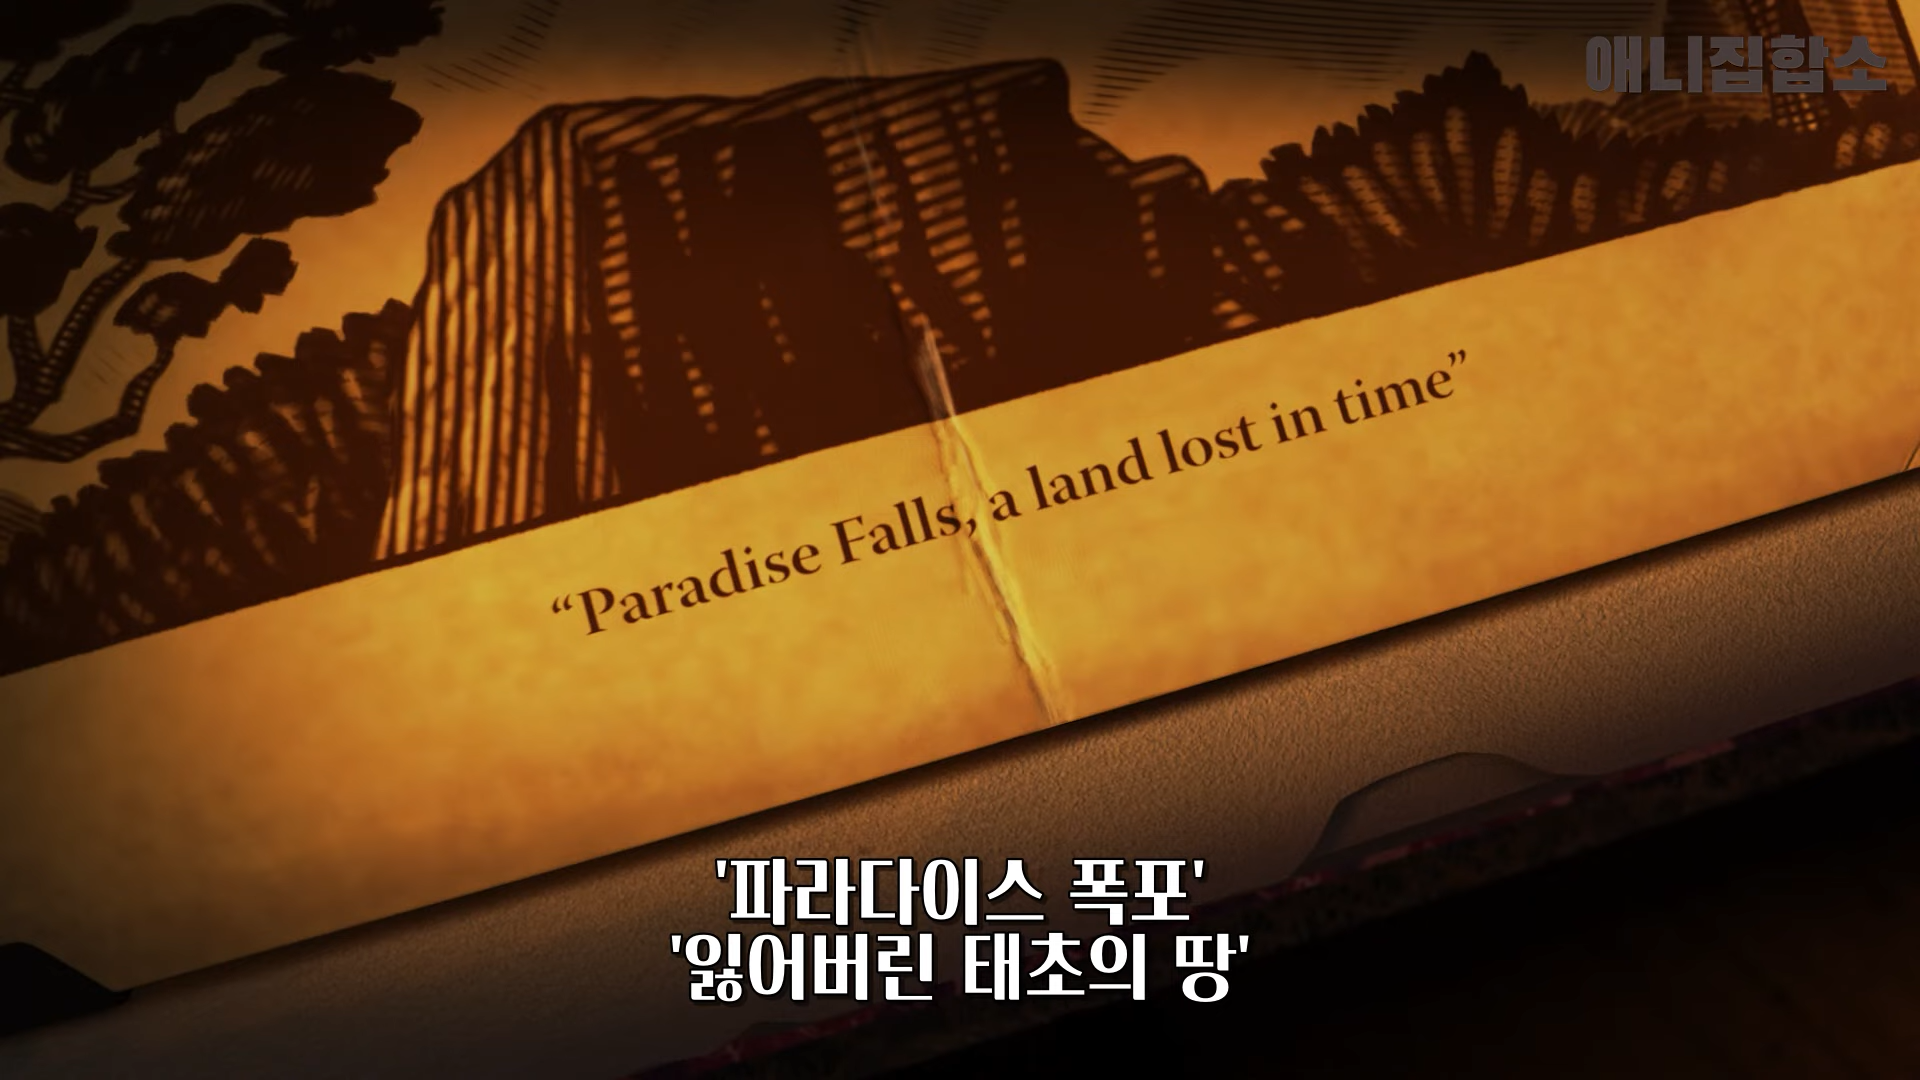 애니집합소
“Paradise Falls, a land lost in time”
'파라다이스 폭포'
'잃어버린 태초의 땅'